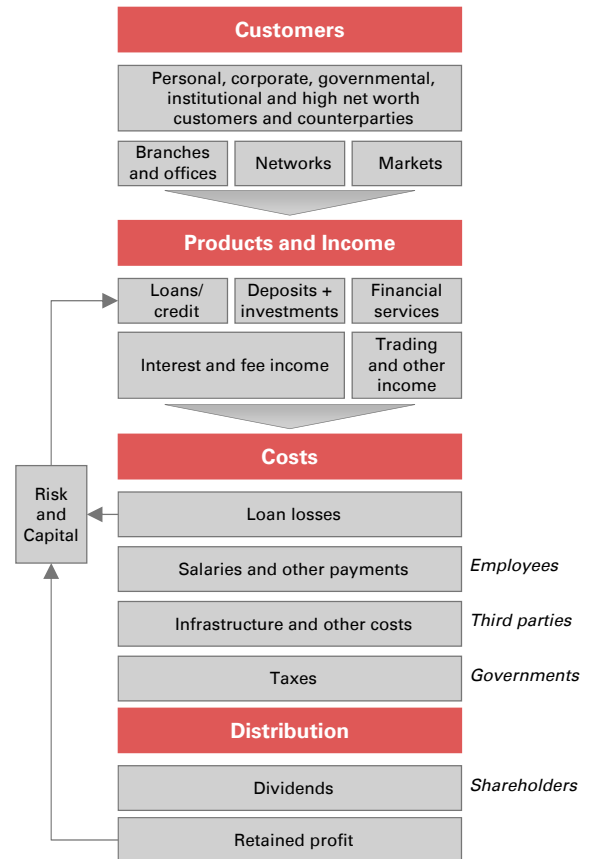 Customers
Personal, corporate, governmental,
institutional and high net worth
customers and counterparties
Branches
and offices
Networks
Markets
Products and Income
Loans/
credit
Deposits +
investments
Financial
services
Interest and fee income
Trading
and other
income
Costs
Risk
and
Capital
Loan losses
Salaries and other payments
Employees
Infrastructure and other costs
Third parties
Taxes
Governments
Distribution
Dividends
Shareholders
Retained profit